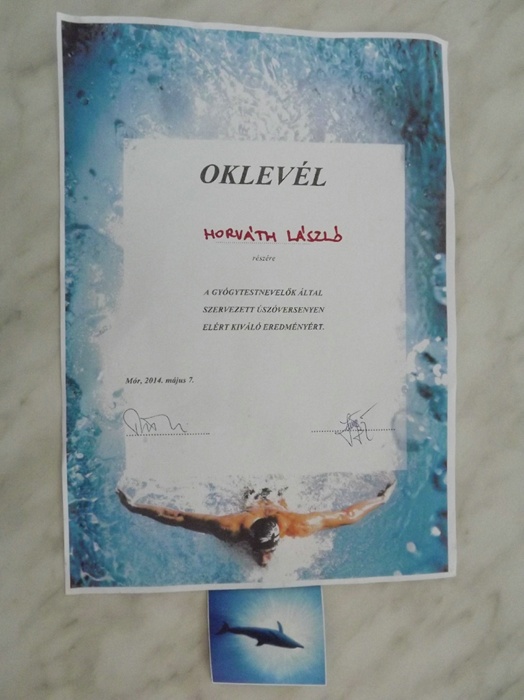 OKLEVÉL
HORVÁTH LÁSZLÓ
részére
A GYÓGYTESTNEVELŐK ÁLTAL
SZERVEZETT ÚSZÓVERSENYEN
ELÉRT KIVÁLÓ EREDMÉNYÉRT.
Mór, 2014. május 7.